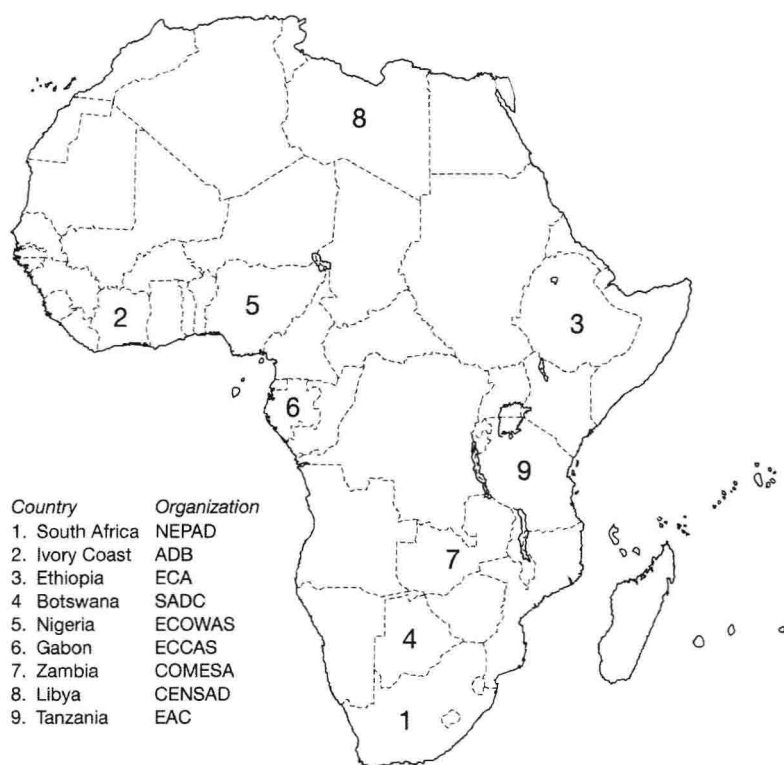 8
5
2
3
6
9
7
4
1
Country Organization
1. South Africa NEPAD
2. Ivory Coast ADB
3. Ethiopia ECA
4 Botswana SADC
5. Nigeria ECOWAS
6. Gabon ECCAS
7. Zambia COMESA
8. Libya CENSAD
9. Tanzania EAC